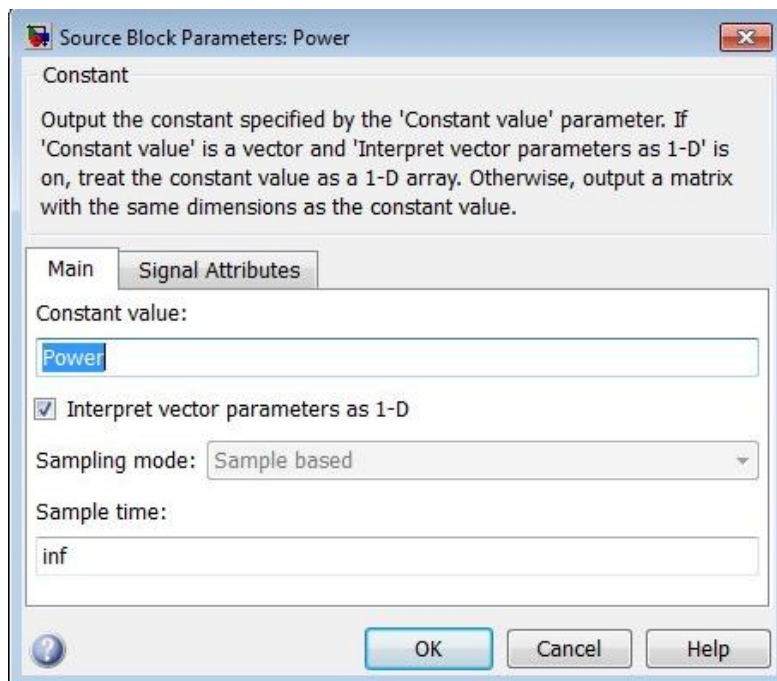 Source Block Parameters: Power
Constant
Output the constant specified by the 'Constant value' parameter. If
'Constant value' is a vector and 'Interpret vector parameters as 1-D' is
on, treat the constant value as a 1-D array. Otherwise, output a matrix
with the same dimensions as the constant value.
Main
Signal Attributes
Constant value:
Power
Interpret vector parameters as 1-D
Sampling mode: Sample based
Sample time:
inf
OK
Cancel
Help